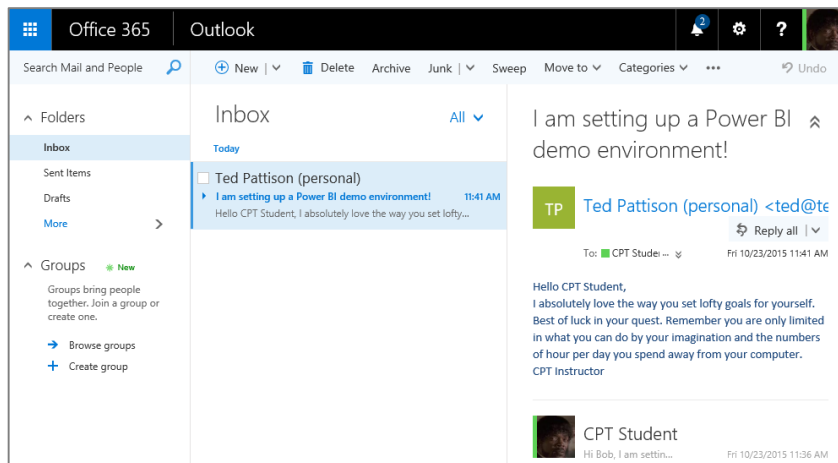 Office 365
Outlook
2
?
Search Mail and People
New
Delete
Archive
Junk
Sweep
Move to
Categories
...
Undo
Folders
Inbox
Sent Items
Drafts
More
Groups
New
Groups bring people
together. Join a group or
create one.
Browse groups
Create group
Inbox
All
Today
Ted Pattison (personal)
I am setting up a Power BI demo environment!
11:41 AM
Hello CPT Student, I absolutely love the way you set lofty...
I am setting up a Power BI
demo environment!
TP
Ted Pattison (personal) <ted@te
Reply all
To: CPT Studei ...
Fri 10/23/2015 11:41 AM
Hello CPT Student,
I absolutely love the way you set lofty goals for yourself.
Best of luck in your quest. Remember you are only limited
in what you can do by your imagination and the numbers
of hour per day you spend away from your computer.
CPT Instructor
CPT Student
Hi Bob, I am settin...
Fri 10/23/2015 11:36 AM